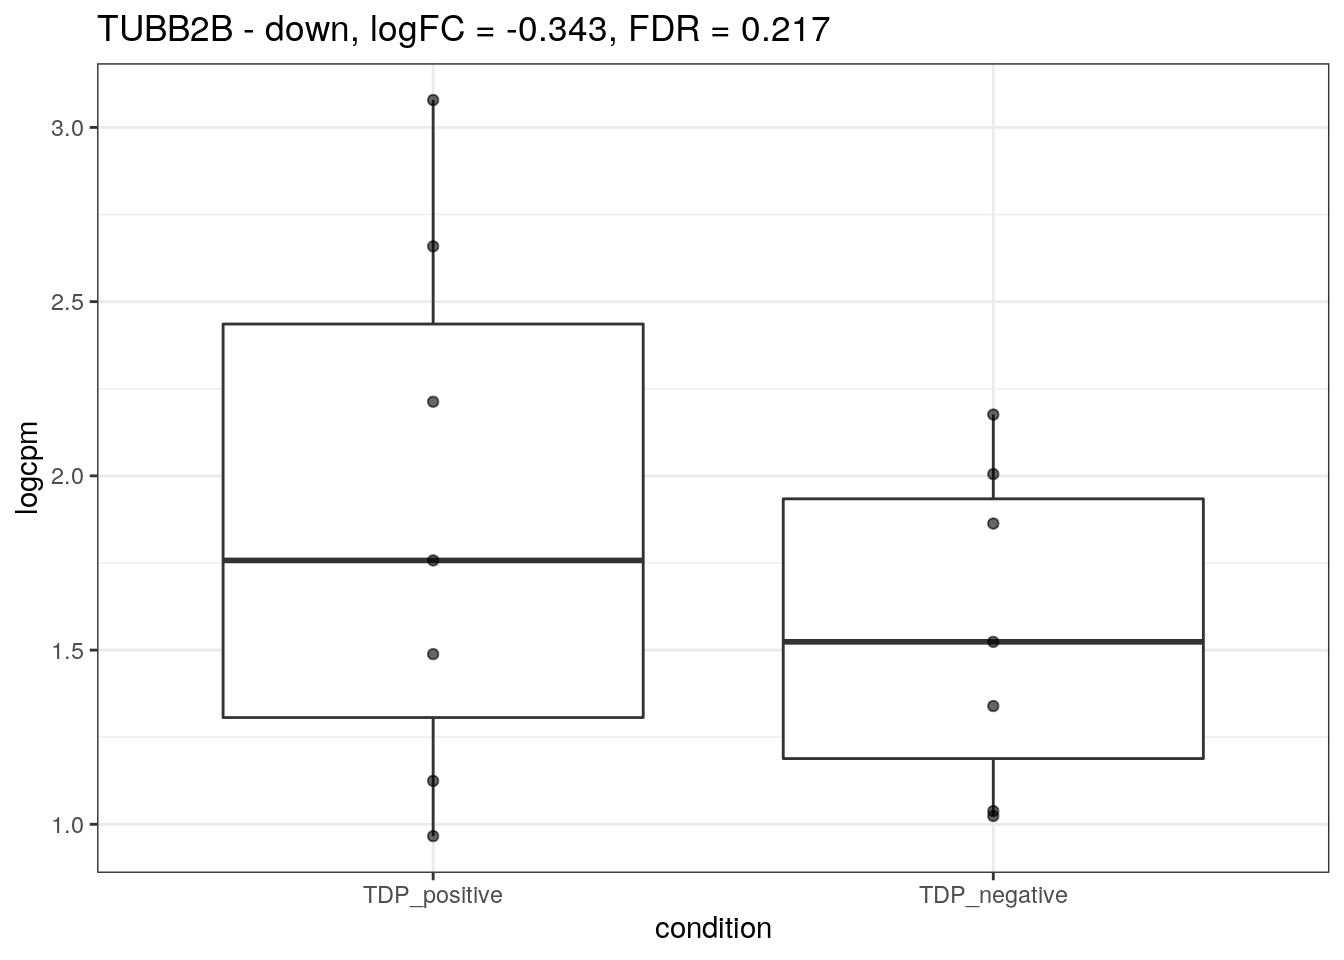 TUBB2B - down, logFC = -0.343, FDR = 0.217
3.0
2.5
2.0
1.5
1.0
logcpm
TDP_positive TDP_negative
condition